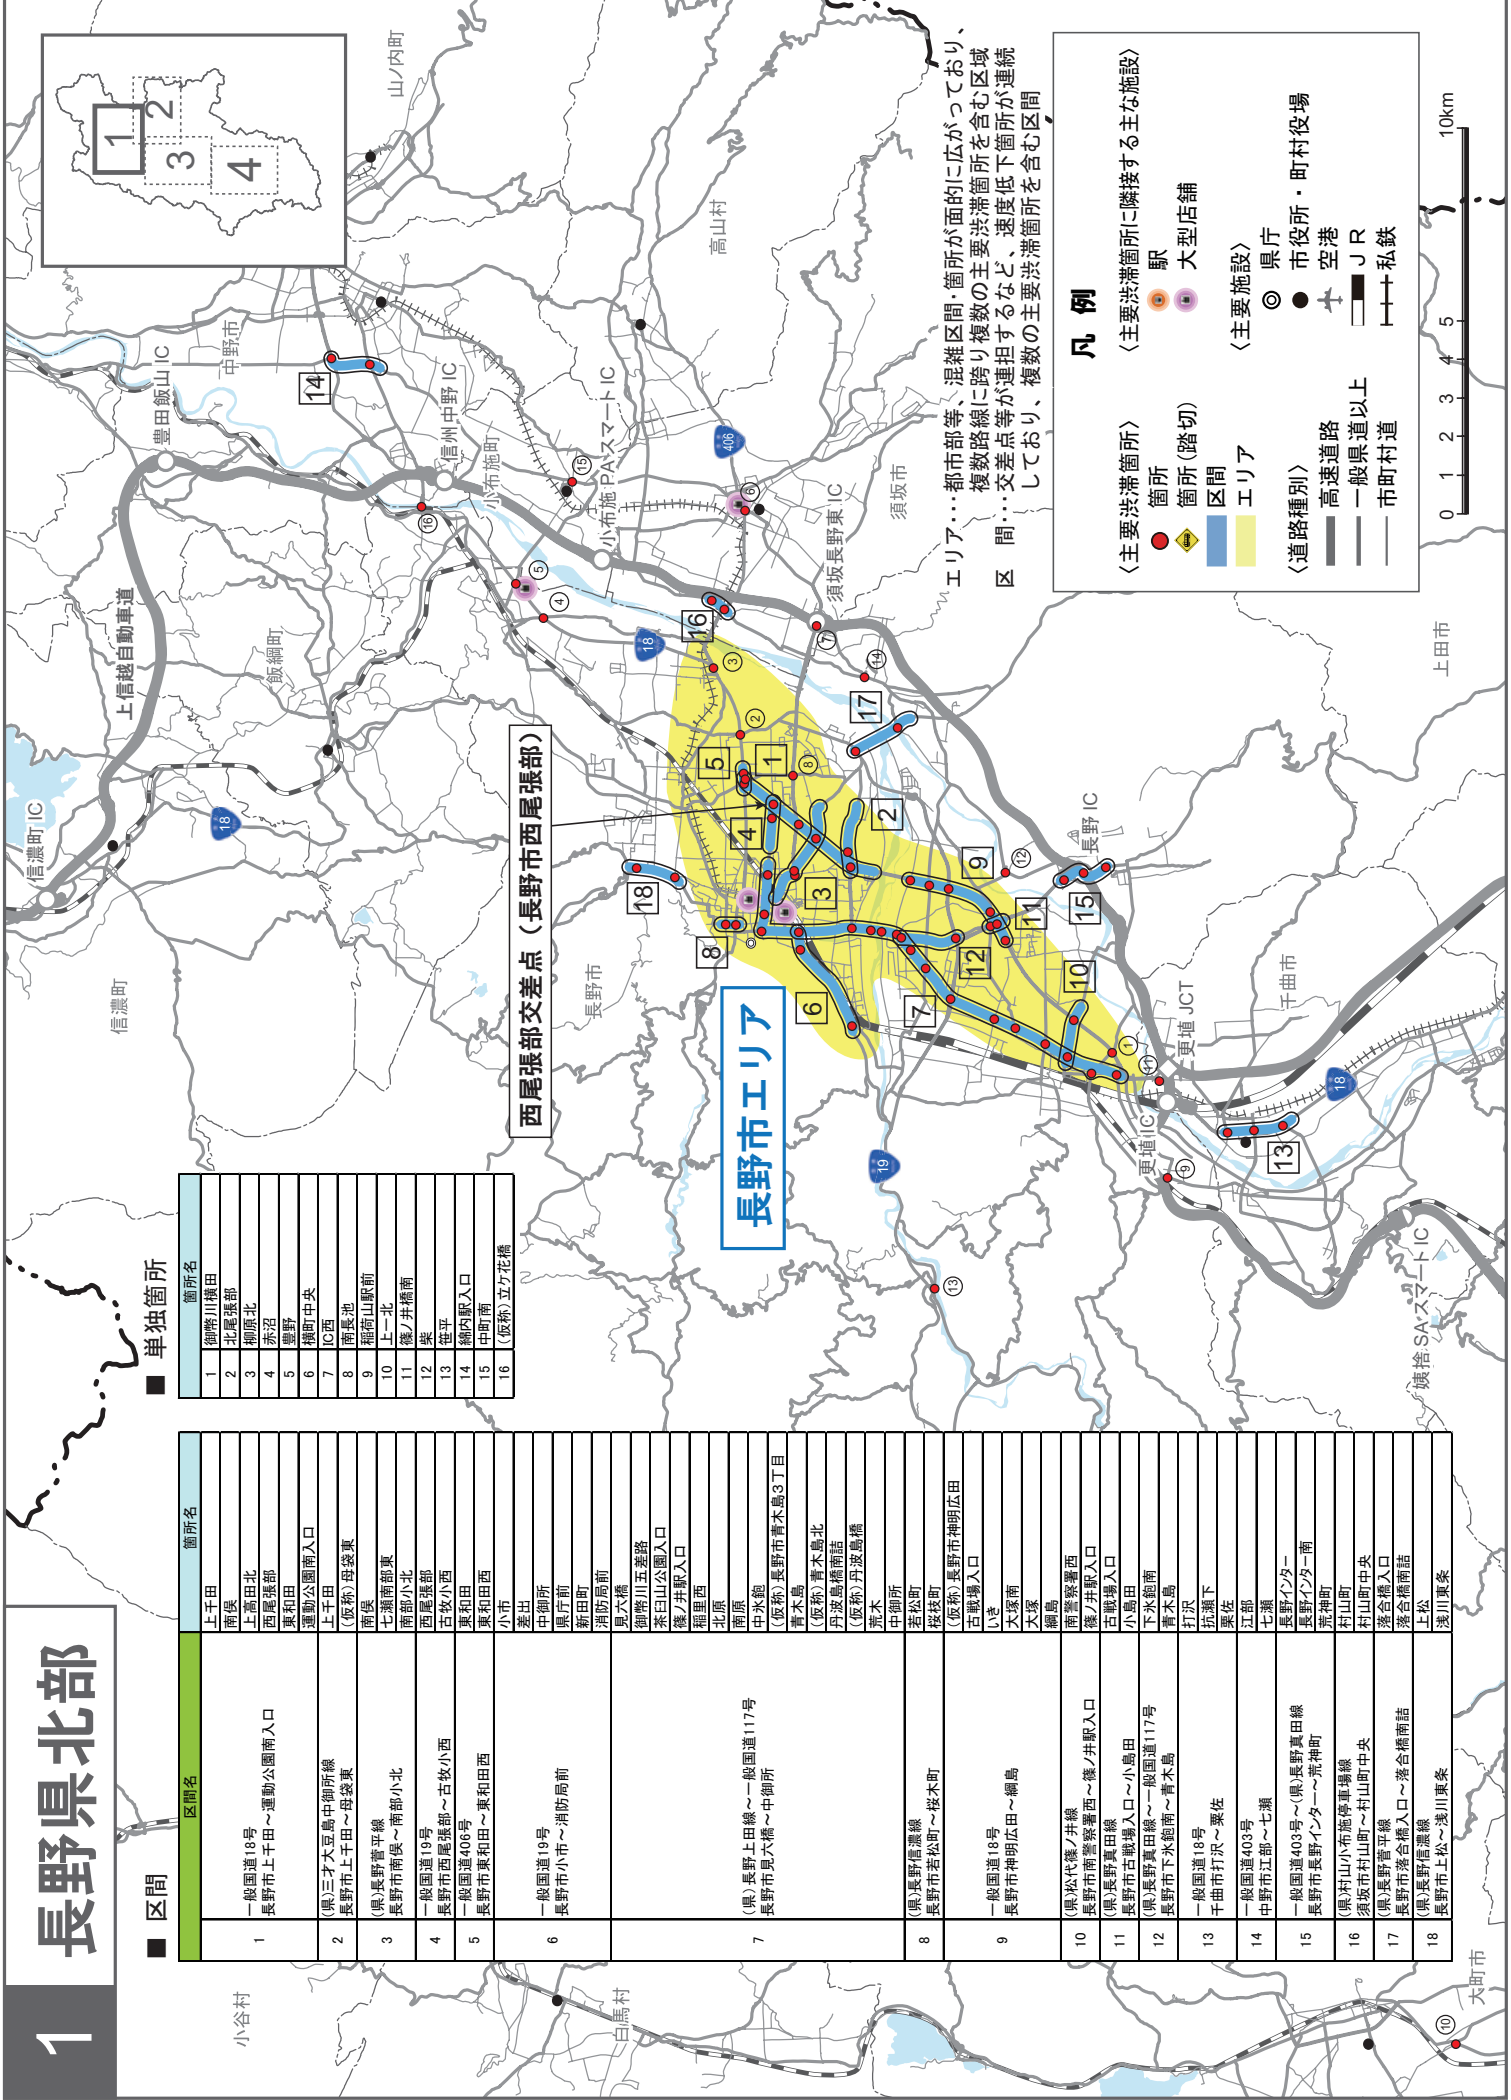 1
長野県北部
■ 区間
区間名 箇所名
1 一般国道18号
長野市上千田～運動公園南入口
上千田
南俣
上高田北
西尾張部
東和田
運動公園南入口
2 (県)三才大豆島中御所線
長野市上千田～母袋東
上千田
(仮称)母袋東
3 (県)長野菅平線
長野市南俣～南部小北
南俣
七瀬南部東
南部小北
4 一般国道19号
長野市西尾張部～古牧小西
西尾張部
古牧小西
5 一般国道406号
長野市東和田～東和田西
東和田
東和田西
6 一般国道19号
長野市小市～消防局前
小市
差出
中御所
県庁前
新田町
消防局前
7 (県)長野上田線～一般国道117号
長野市見六橋～中御所
見六橋
御幣川五差路
茶臼山公園入口
篠ノ井駅入口
稲里西
北原
南原
中氷鉋
(仮称)長野市青木島3丁目
青木島
(仮称)青木島北
丹波島橋南詰
(仮称)丹波島橋
荒木
中御所
8 (県)長野信濃線
長野市若松町～桜木町
若松町
桜枝町
9 一般国道18号
長野市神明広田～綱島
(仮称)長野市神明広田
古戦場入口
いき
大塚南
大塚
綱島
10 (県)松代篠ノ井線
長野市南警察署西～篠ノ井駅入口
南警察署西
篠ノ井駅入口
11 (県)長野真田線
長野市古戦場入口～小島田
古戦場入口
小島田
12 (県)長野真田線～一般国道117号
長野市下氷鉋南～青木島
下氷鉋南
青木島
13 一般国道18号
千曲市打沢～粟佐
打沢
杭瀬下
粟佐
14 一般国道403号
中野市江部～七瀬
江部
七瀬
15 一般国道403号～(県)長野真田線
長野市長野インター～荒神町
長野インター
長野インター南
荒神町
16 (県)村山小布施停車場線
須坂市村山町～村山町中央
村山町
村山町中央
17 (県)長野菅平線
長野市落合橋入口～落合橋南詰
落合橋入口
落合橋南詰
18 (県)長野信濃線
長野市上松～浅川東条
上松
浅川東条
■ 単独箇所
箇所名
1 御幣川横田
2 北尾張部
3 柳原北
4 赤沼
5 豊野
6 横町中央
7 IC西
8 南長池
9 稲荷山駅前
10 上一北
11 篠ノ井橋南
12 柴
13 笹平
14 綿内駅入口
15 中町南
16 (仮称)立ケ花橋
西尾張部交差点（長野市西尾張部）
長野市エリア
小谷村
白馬村
大町市
信濃町
信濃町IC
飯綱町
上信越自動車道
豊田飯山IC
中野市
信州中野IC
小布施町
小布施PAスマートIC
山ノ内町
高山村
須坂市
須坂長野東IC
長野市
長野IC
更埴JCT
更埴IC
千曲市
上田市
姨捨SAスマートIC
18
18
18
19
406
1
2
3
4
5
6
7
8
9
10
11
12
13
14
15
16
17
18
①
②
③
④
⑤
⑥
⑦
⑧
⑨
⑩
⑪
⑫
⑬
⑭
⑮
⑯
1
2
3
4
エリア･･･都市部等、混雑区間･箇所が面的に広がっており、
複数路線に跨り複数の主要渋滞箇所を含む区域
区　間･･･交差点等が連担するなど、速度低下箇所が連続
しており、複数の主要渋滞箇所を含む区間
凡 例
〈主要渋滞箇所〉
箇所
箇所(踏切)
区間
エリア
〈道路種別〉
高速道路
一般県道以上
市町村道
〈主要渋滞箇所に隣接する主な施設〉
駅
大型店舗
〈主要施設〉
県庁
市役所・町村役場
空港
ＪＲ
私鉄
0 1 2 3 4 5 10km